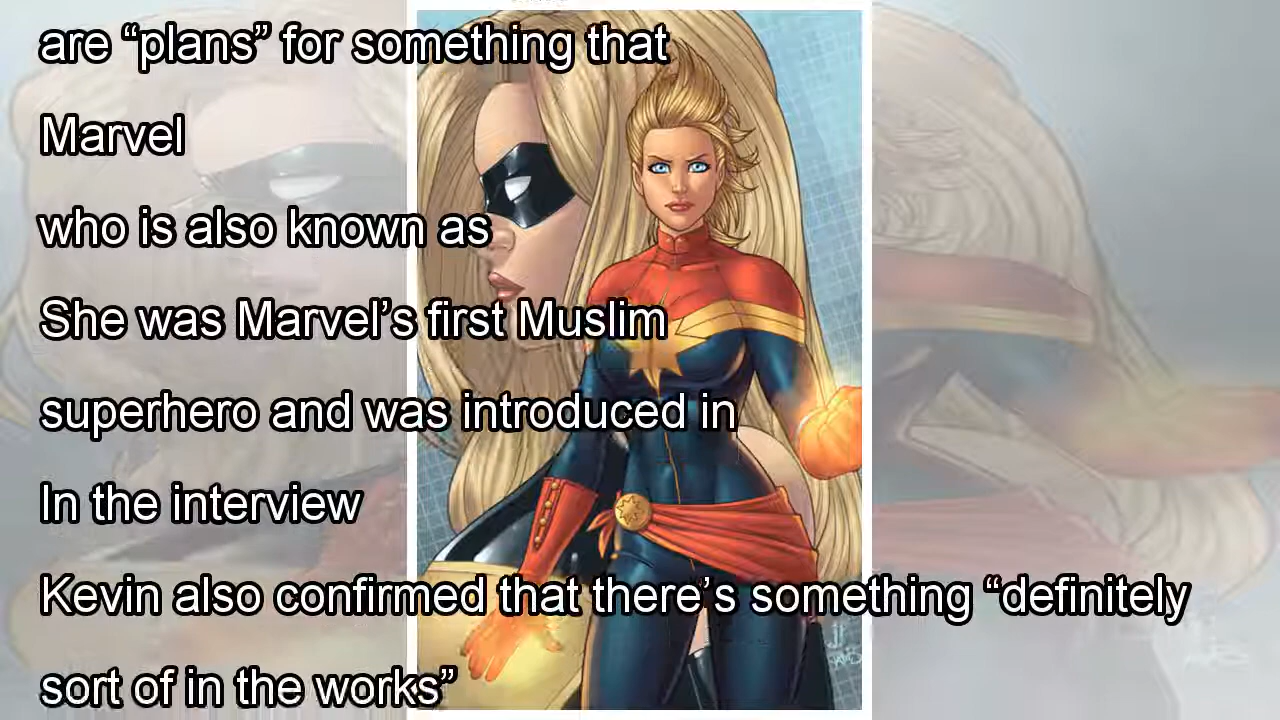 are “plans” for something that
Marvel
who is also known as
She was Marvel’s first Muslim
superhero and was introduced in
In the interview
Kevin also confirmed that there’s something “definitely
sort of in the works”